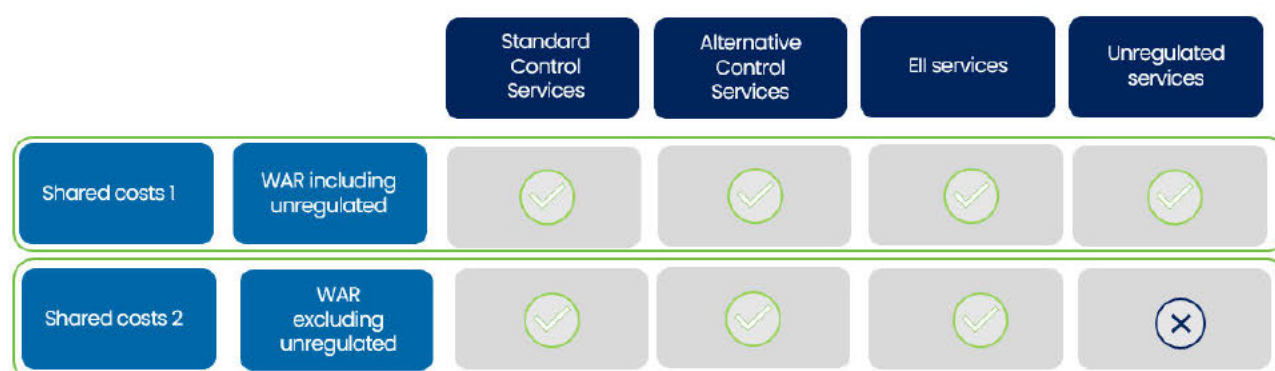 Standard
Control
Services
Alternative
Control
Services
EII services
Unregulated
services
Shared costs 1
WAR including
unregulated
Shared costs 2
WAR
excluding
unregulated